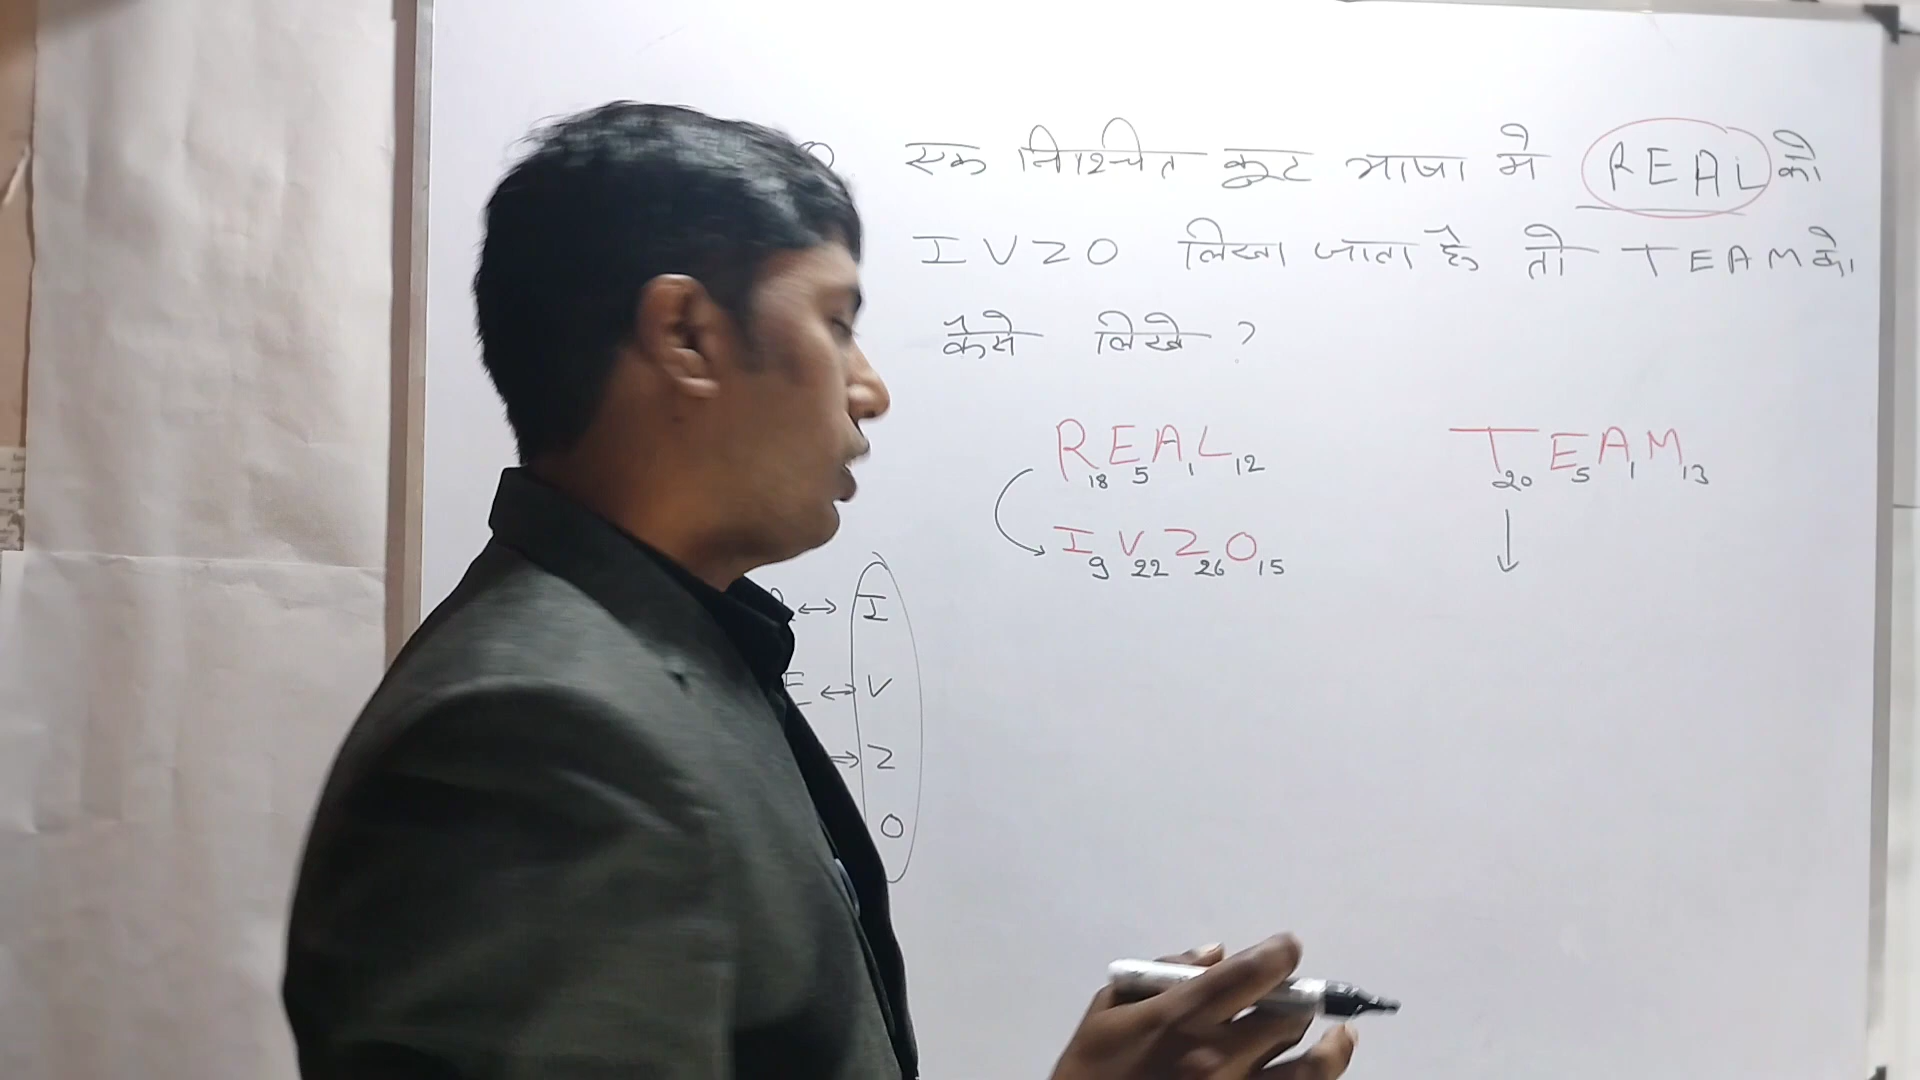 एक निश्चित कूट भाषा में REAL को
IVZO लिखा जाता है, तो TEAM को
कैसे लिखे ?
R18 E5 A1 L12
T20 E5 A1 M13
I9 V22 Z26 O15
↔ I
E ↔ V
→ Z
O